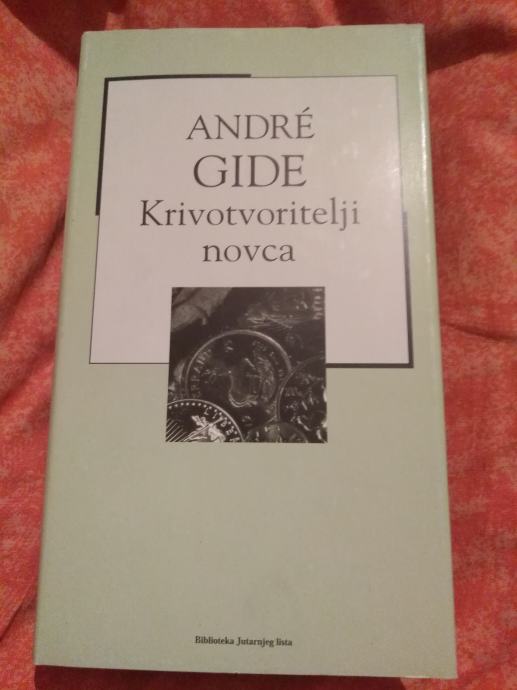 ANDRÉ
GIDE
Krivotvoritelji
novca
Biblioteka Jutarnjeg lista